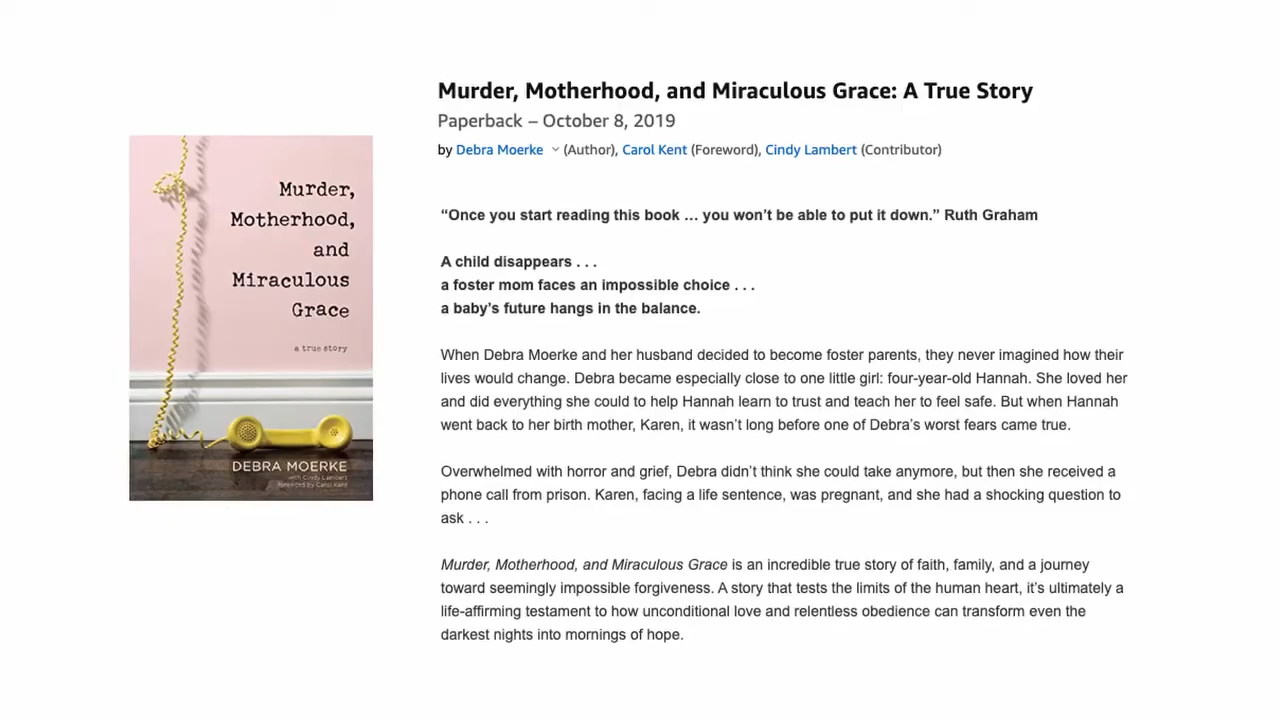 Murder, Motherhood, and Miraculous Grace: A True Story
Paperback – October 8, 2019
by Debra Moerke (Author), Carol Kent (Foreword), Cindy Lambert (Contributor)
Murder,
Motherhood,
and
Miraculous
Grace
a true story
DEBRA MOERKE
with Cindy Lambert
foreword by Carol Kent
“Once you start reading this book ... you won’t be able to put it down.” Ruth Graham
A child disappears . . .
a foster mom faces an impossible choice . . .
a baby’s future hangs in the balance.
When Debra Moerke and her husband decided to become foster parents, they never imagined how their
lives would change. Debra became especially close to one little girl: four-year-old Hannah. She loved her
and did everything she could to help Hannah learn to trust and teach her to feel safe. But when Hannah
went back to her birth mother, Karen, it wasn’t long before one of Debra’s worst fears came true.
Overwhelmed with horror and grief, Debra didn’t think she could take anymore, but then she received a
phone call from prison. Karen, facing a life sentence, was pregnant, and she had a shocking question to
ask . . .
Murder, Motherhood, and Miraculous Grace is an incredible true story of faith, family, and a journey
toward seemingly impossible forgiveness. A story that tests the limits of the human heart, it’s ultimately a
life-affirming testament to how unconditional love and relentless obedience can transform even the
darkest nights into mornings of hope.